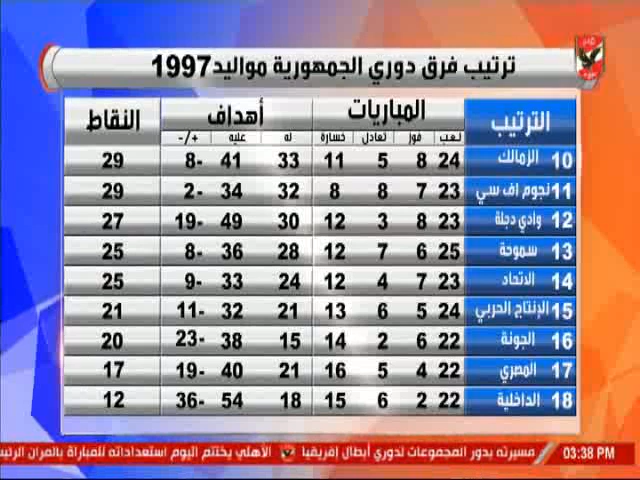 ترتيب فرق دوري الجمهورية مواليد1997
الترتيب المباريات أهداف النقاط
لعب فوز تعادل خسارة له عليه +/-
10 الزمالك 24 8 5 11 33 41 8- 29
11 نجوم اف سي 23 7 8 8 32 34 2- 29
12 وادي دجلة 23 8 3 12 30 49 19- 27
13 سموحة 25 6 7 12 28 36 8- 25
14 الاتحاد 23 7 4 12 24 33 9- 25
15 الإنتاج الحربي 24 5 6 13 21 32 11- 21
16 الجونة 22 6 2 14 15 38 23- 20
17 المصري 22 4 5 16 21 40 19- 17
18 الداخلية 22 2 6 15 18 54 36- 12
مسيرته بدور المجموعات لدوري أبطال إفريقيا الأهلي يختتم اليوم استعداداته للمباراة بالمران الرئيس
03:38 PM